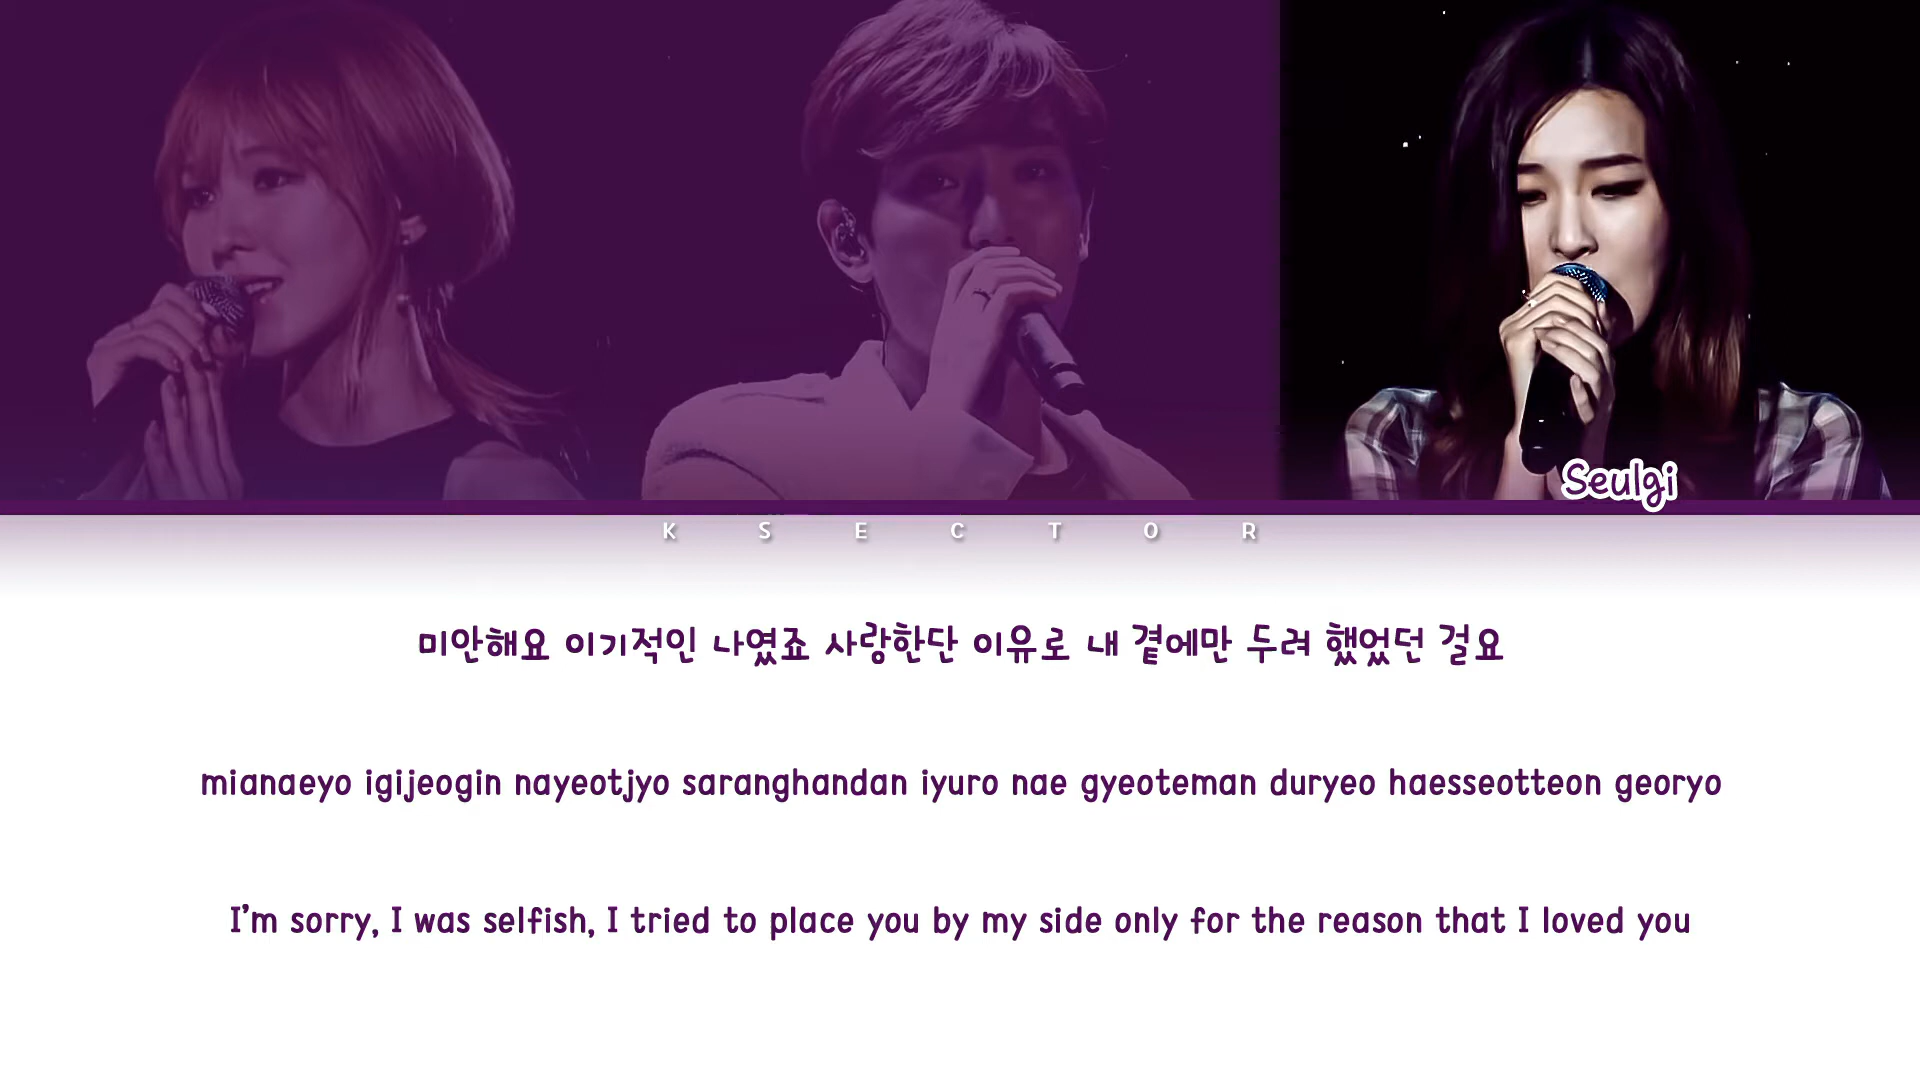 Seulgi
K S E C T O R
미안해요 이기적인 나였죠 사랑한단 이유로 내 곁에만 두려 했었던 걸요
mianaeyo igijeogin nayeotjyo saranghandan iyuro nae gyeoteman duryeo haesseotteon georyo
I'm sorry, I was selfish, I tried to place you by my side only for the reason that I loved you